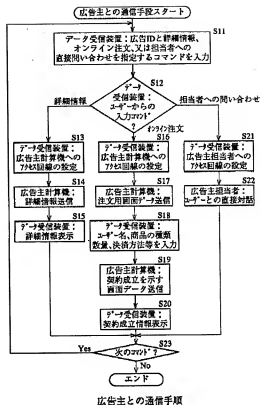 広告主との通信手段スタート
S11
データ受信装置:広告IDと詳細情報、
オンライン注文、又は担当者への
直接問い合わせを指定するコマンドを入力
S12
データ
受信装置:
ユーザーからの
入力コマンド
?
詳細情報
オンライン注文
担当者への問い合わせ
S13
データ受信装置:
広告主計算機への
アクセス回線の設定
S16
データ受信装置:
広告主計算機への
アクセス回線の設定
S21
データ受信装置:
広告主担当者への
アクセス回線の設定
S14
広告主計算機:
詳細情報送信
S17
広告主計算機:
注文用画面データ送信
S22
広告主担当者:
ユーザーとの直接対話
S15
データ受信装置:
詳細情報表示
S18
データ受信装置:
ユーザー名、商品の種類
数量、決済方法等を入力
S19
広告主計算機:
契約成立を示す
画面データ送信
S20
データ受信装置:
契約成立情報表示
S23
Yes
次のコマンド?
No
エンド
広告主との通信手順